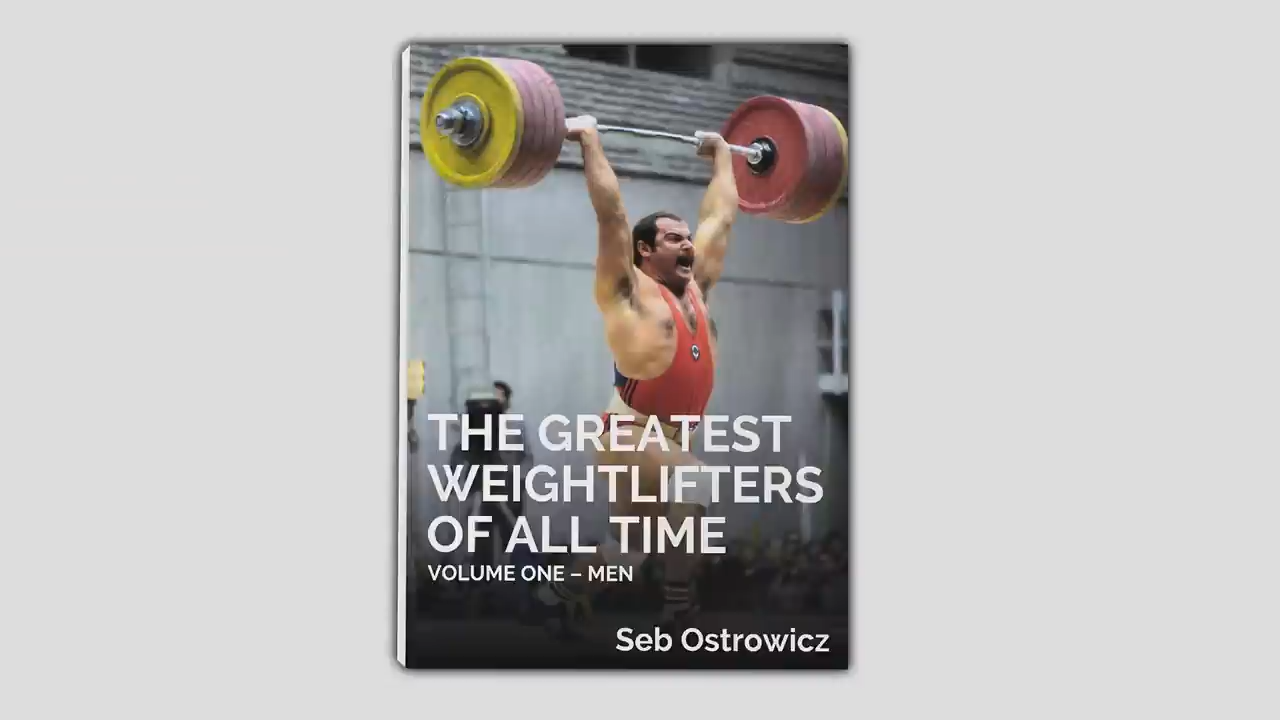 THE GREATEST
WEIGHTLIFTERS
OF ALL TIME
VOLUME ONE – MEN
Seb Ostrowicz